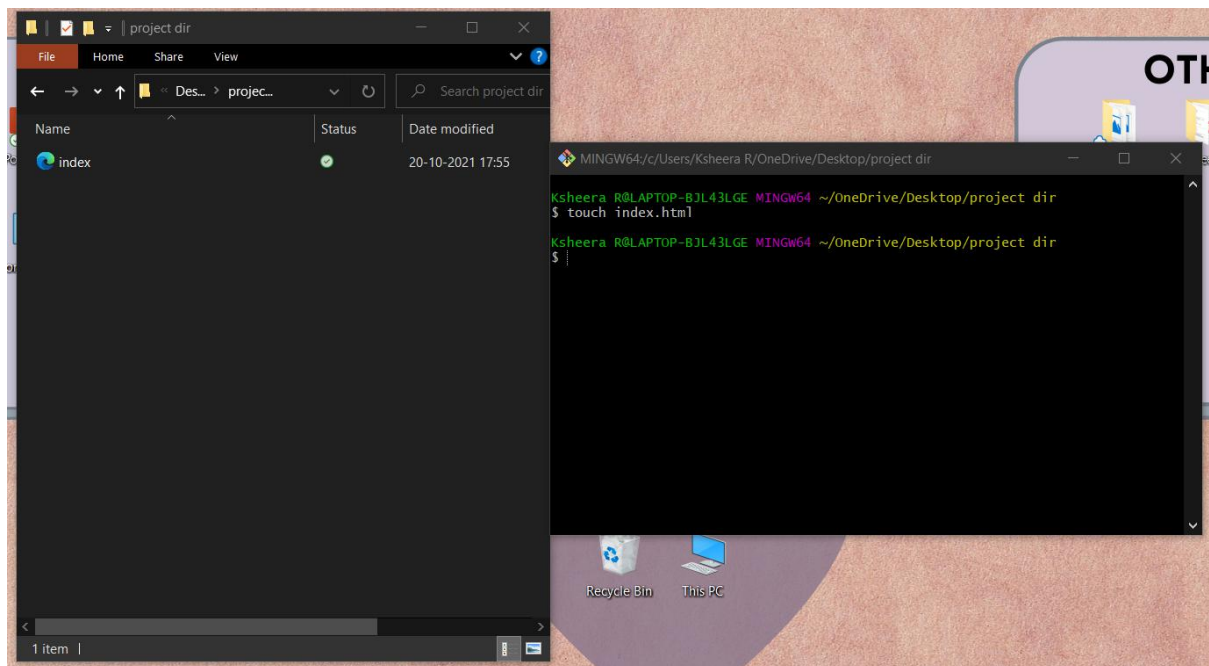 project dir
File Home Share View
Des... projec... Search project dir
Name Status Date modified
index 20-10-2021 17:55
1 item
OTH
MINGW64:/c/Users/Ksheera R/OneDrive/Desktop/project dir
Ksheera R@LAPTOP-BJL43LGE MINGW64 ~/OneDrive/Desktop/project dir
$ touch index.html
Ksheera R@LAPTOP-BJL43LGE MINGW64 ~/OneDrive/Desktop/project dir
$
Recycle Bin This PC